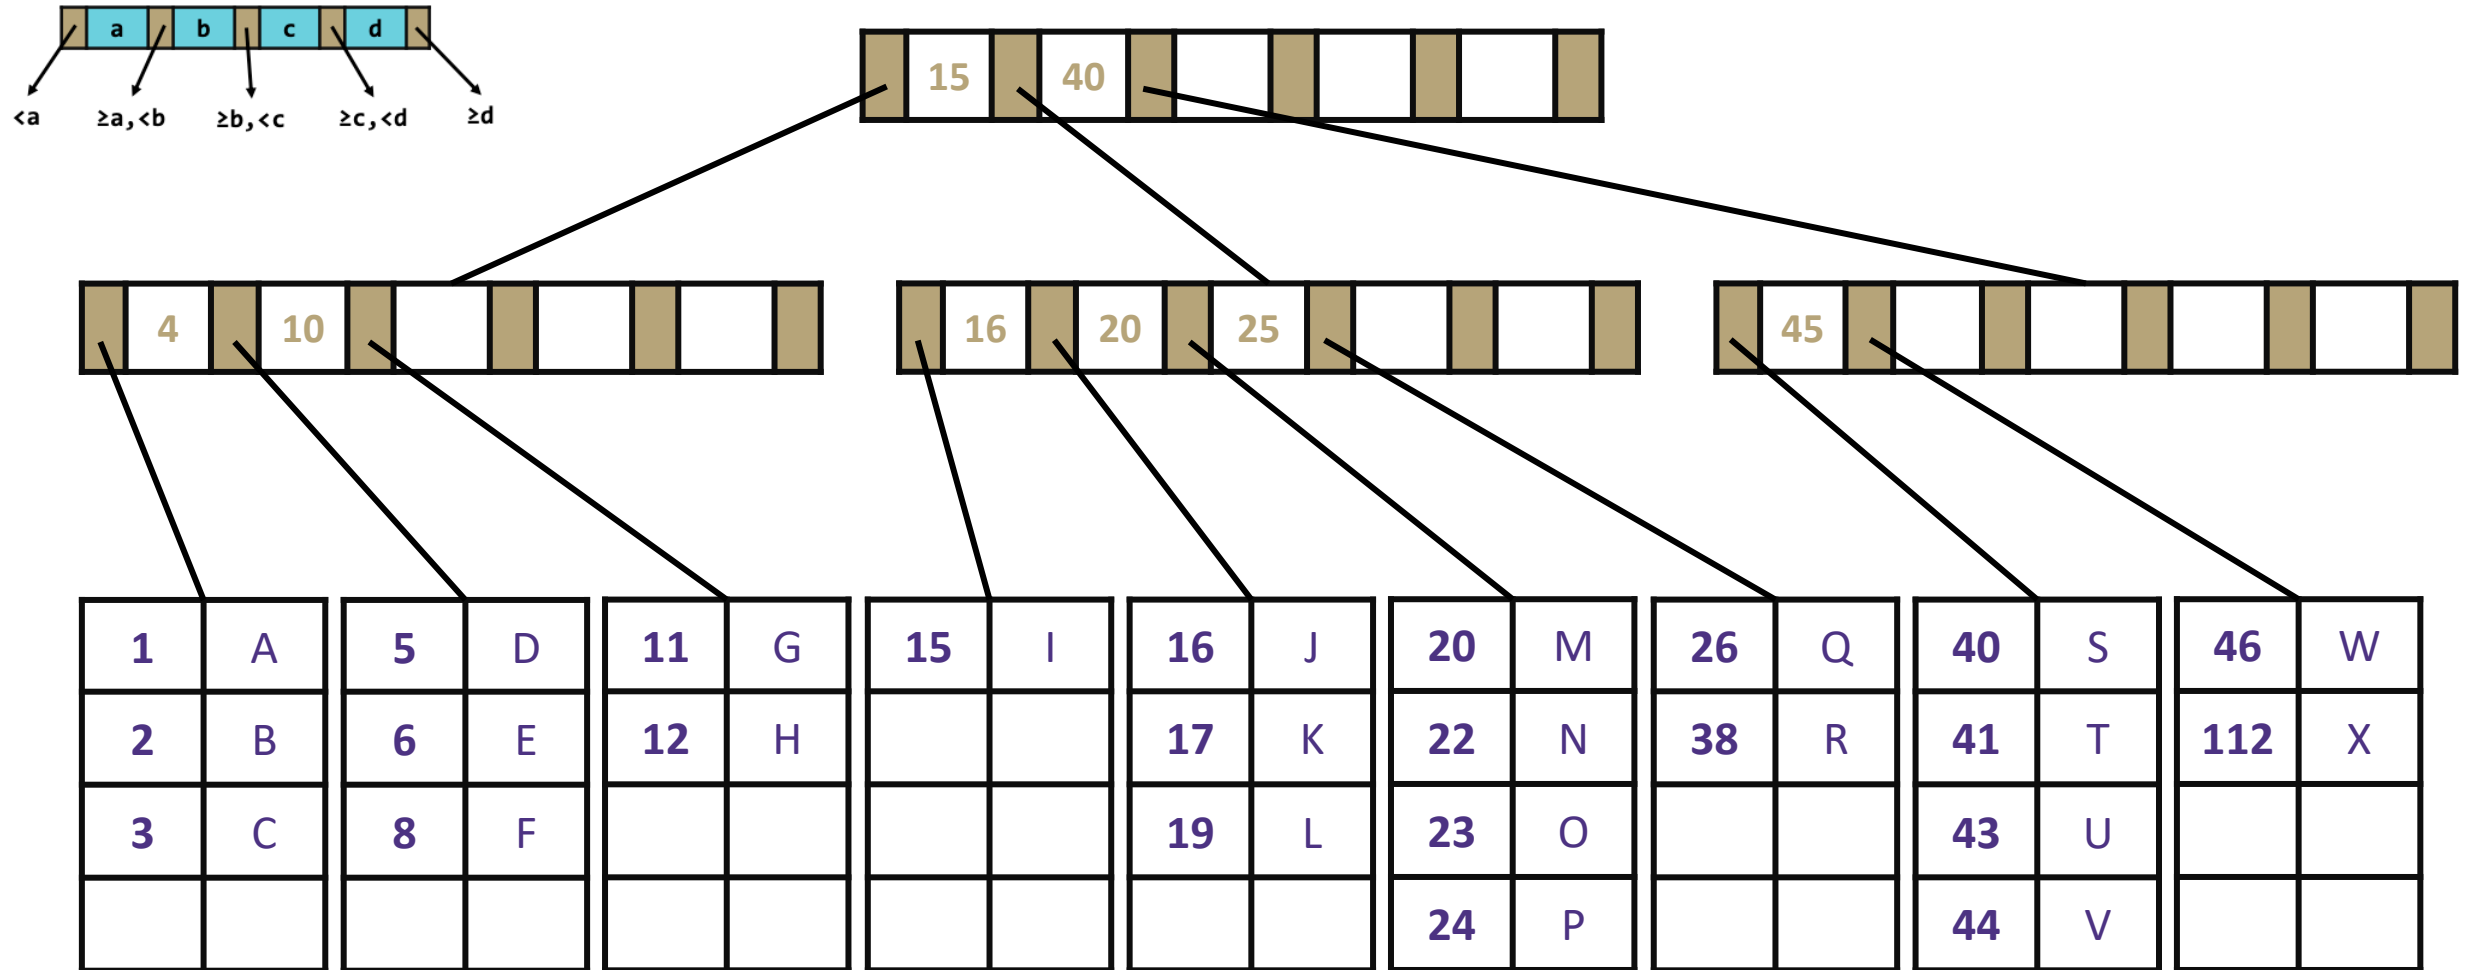 a b c d
<a ≥a,<b ≥b,<c ≥c,<d ≥d
15 40
4 10
16 20 25
45
1 A 5 D 11 G 15 I 16 J 20 M 26 Q 40 S 46 W
2 B 6 E 12 H 17 K 22 N 38 R 41 T 112 X
3 C 8 F 19 L 23 O 43 U
24 P 44 V